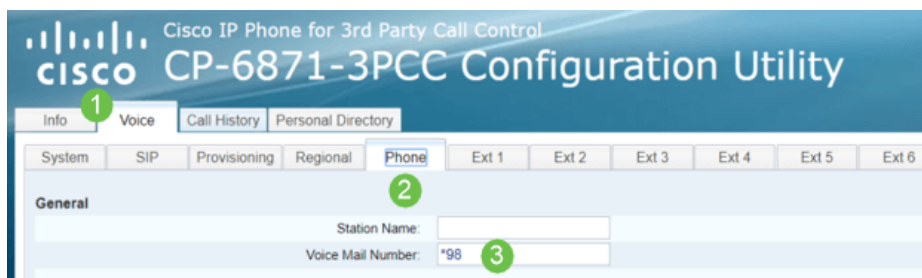 Cisco IP Phone for 3rd Party Call Control
CISCO CP-6871-3PCC Configuration Utility
1
Info Voice Call History Personal Directory
System SIP Provisioning Regional Phone Ext 1 Ext 2 Ext 3 Ext 4 Ext 5 Ext 6
2
General
Station Name:
Voice Mail Number: *98 3